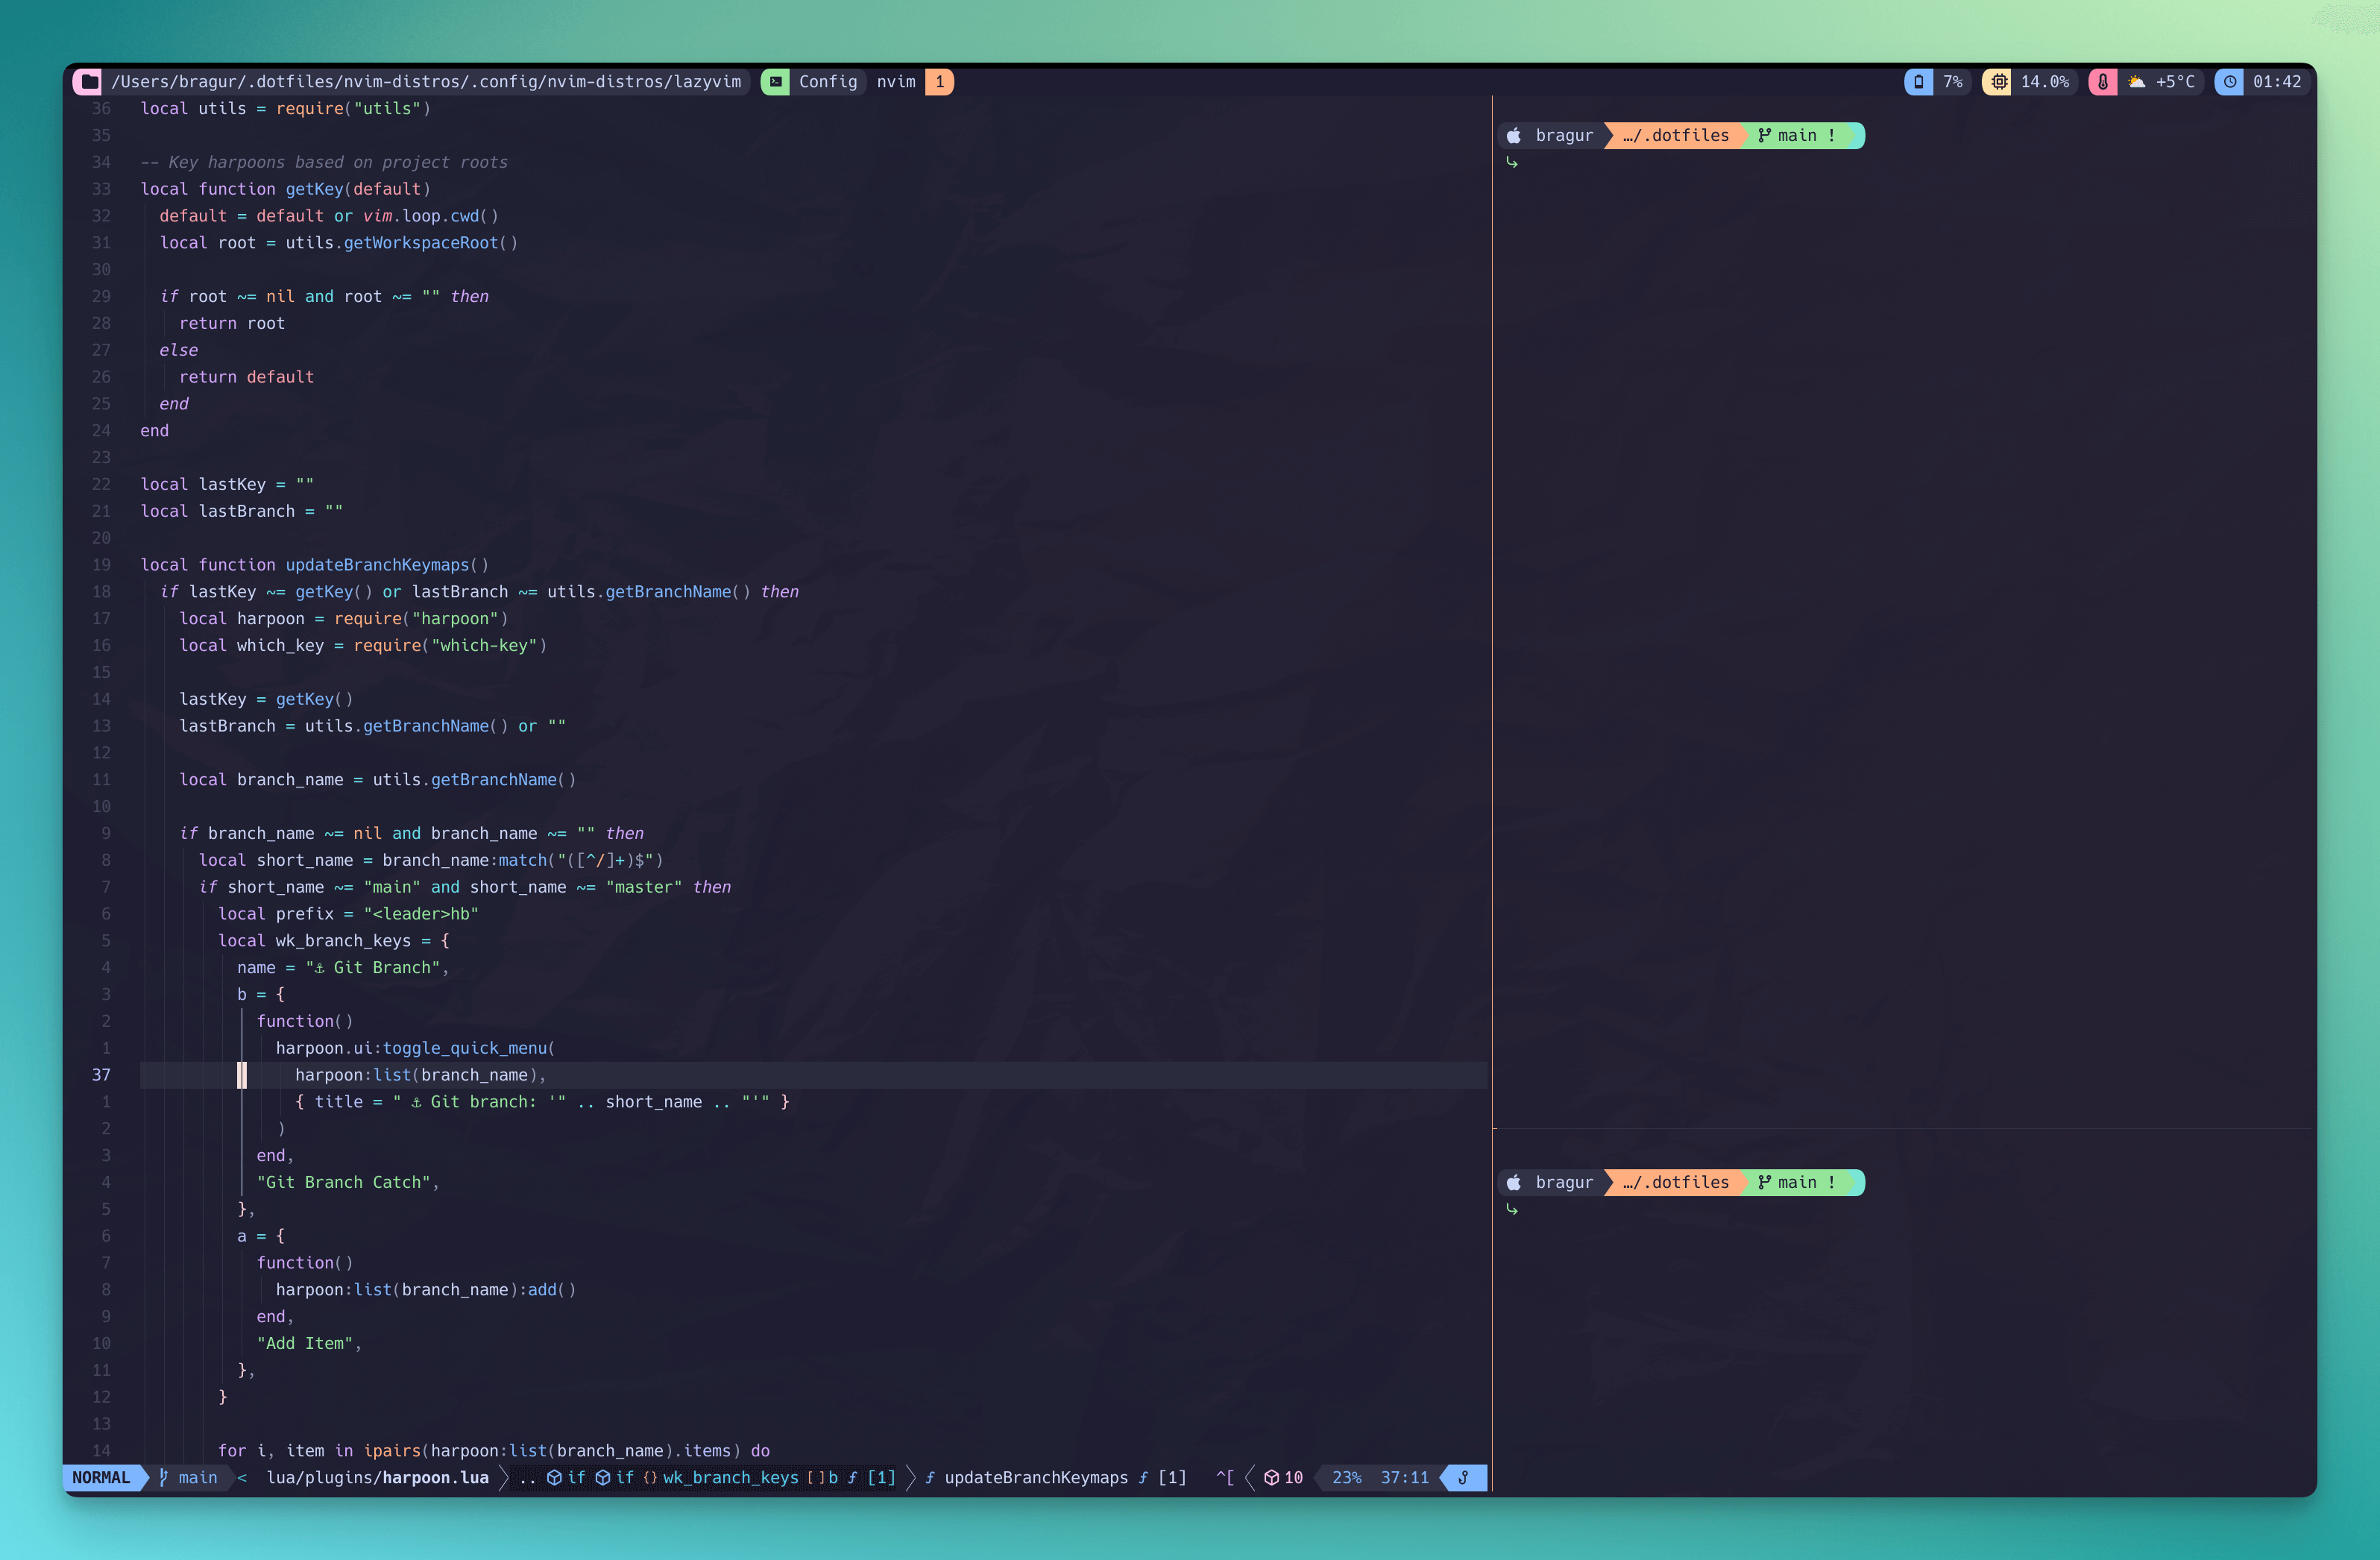 /Users/bragur/.dotfiles/nvim-distros/.config/nvim-distros/lazyvim Config nvim 1 7% 14.0% +5°C 01:42
36 local utils = require("utils")
35
34 -- Key harpoons based on project roots
33 local function getKey(default)
32 default = default or vim.loop.cwd()
31 local root = utils.getWorkspaceRoot()
30
29 if root ~= nil and root ~= "" then
28 return root
27 else
26 return default
25 end
24 end
23
22 local lastKey = ""
21 local lastBranch = ""
20
19 local function updateBranchKeymaps()
18 if lastKey ~= getKey() or lastBranch ~= utils.getBranchName() then
17 local harpoon = require("harpoon")
16 local which_key = require("which-key")
15
14 lastKey = getKey()
13 lastBranch = utils.getBranchName() or ""
12
11 local branch_name = utils.getBranchName()
10
9 if branch_name ~= nil and branch_name ~= "" then
8 local short_name = branch_name:match("([^/]+)$")
7 if short_name ~= "main" and short_name ~= "master" then
6 local prefix = "<leader>hb"
5 local wk_branch_keys = {
4 name = "⚓ Git Branch",
3 b = {
2 function()
1 harpoon.ui:toggle_quick_menu(
37 harpoon:list(branch_name),
1 { title = " ⚓ Git branch: '" .. short_name .. "'" }
2 )
3 end,
4 "Git Branch Catch",
5 },
6 a = {
7 function()
8 harpoon:list(branch_name):add()
9 end,
10 "Add Item",
11 },
12 }
13
14 for i, item in ipairs(harpoon:list(branch_name).items) do
NORMAL main < lua/plugins/harpoon.lua .. if if {} wk_branch_keys []b f [1] f updateBranchKeymaps f [1] ^[ 10 23% 37:11
bragur …/.dotfiles main !
bragur …/.dotfiles main !